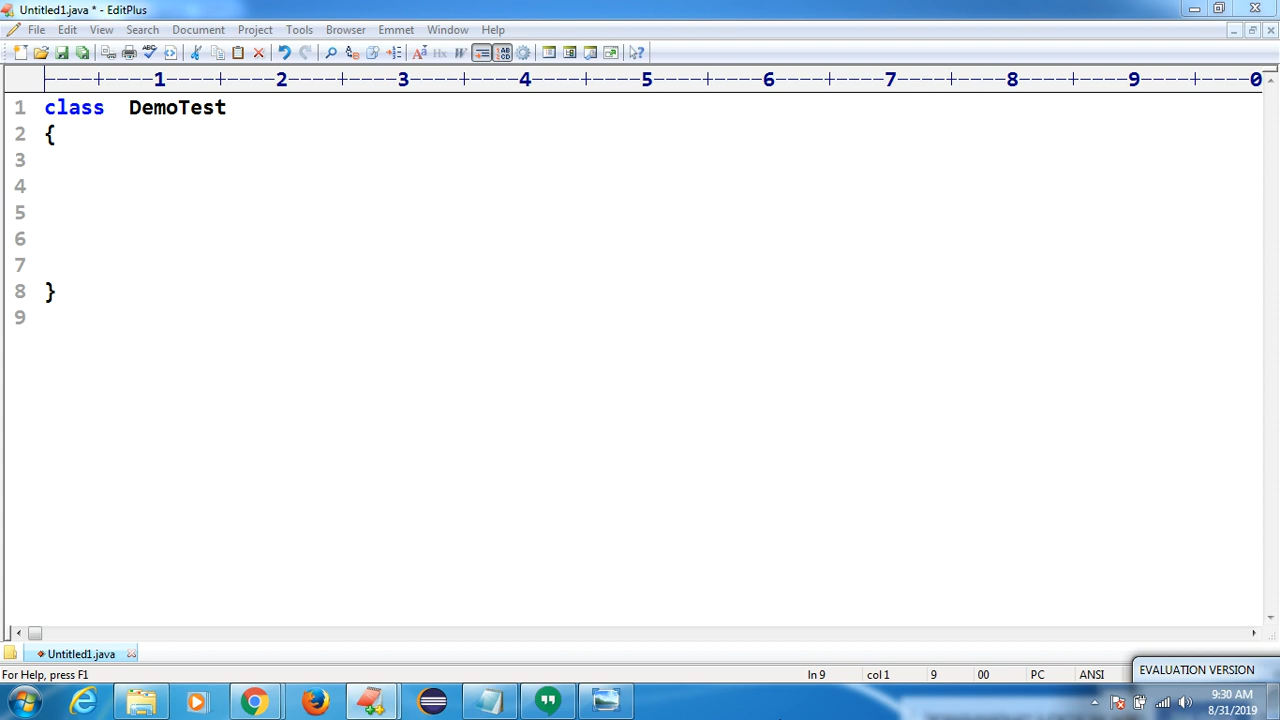 Untitled1.java * - EditPlus
File Edit View Search Document Project Tools Browser Emmet Window Help
----+----1----+----2----+----3----+----4----+----5----+----6----+----7----+----8----+----9----+----0
1 class  DemoTest
2 {
3
4
5
6
7
8 }
9
Untitled1.java
For Help, press F1 ln 9 col 1 9 00 PC ANSI
EVALUATION VERSION
9:30 AM
8/31/2019